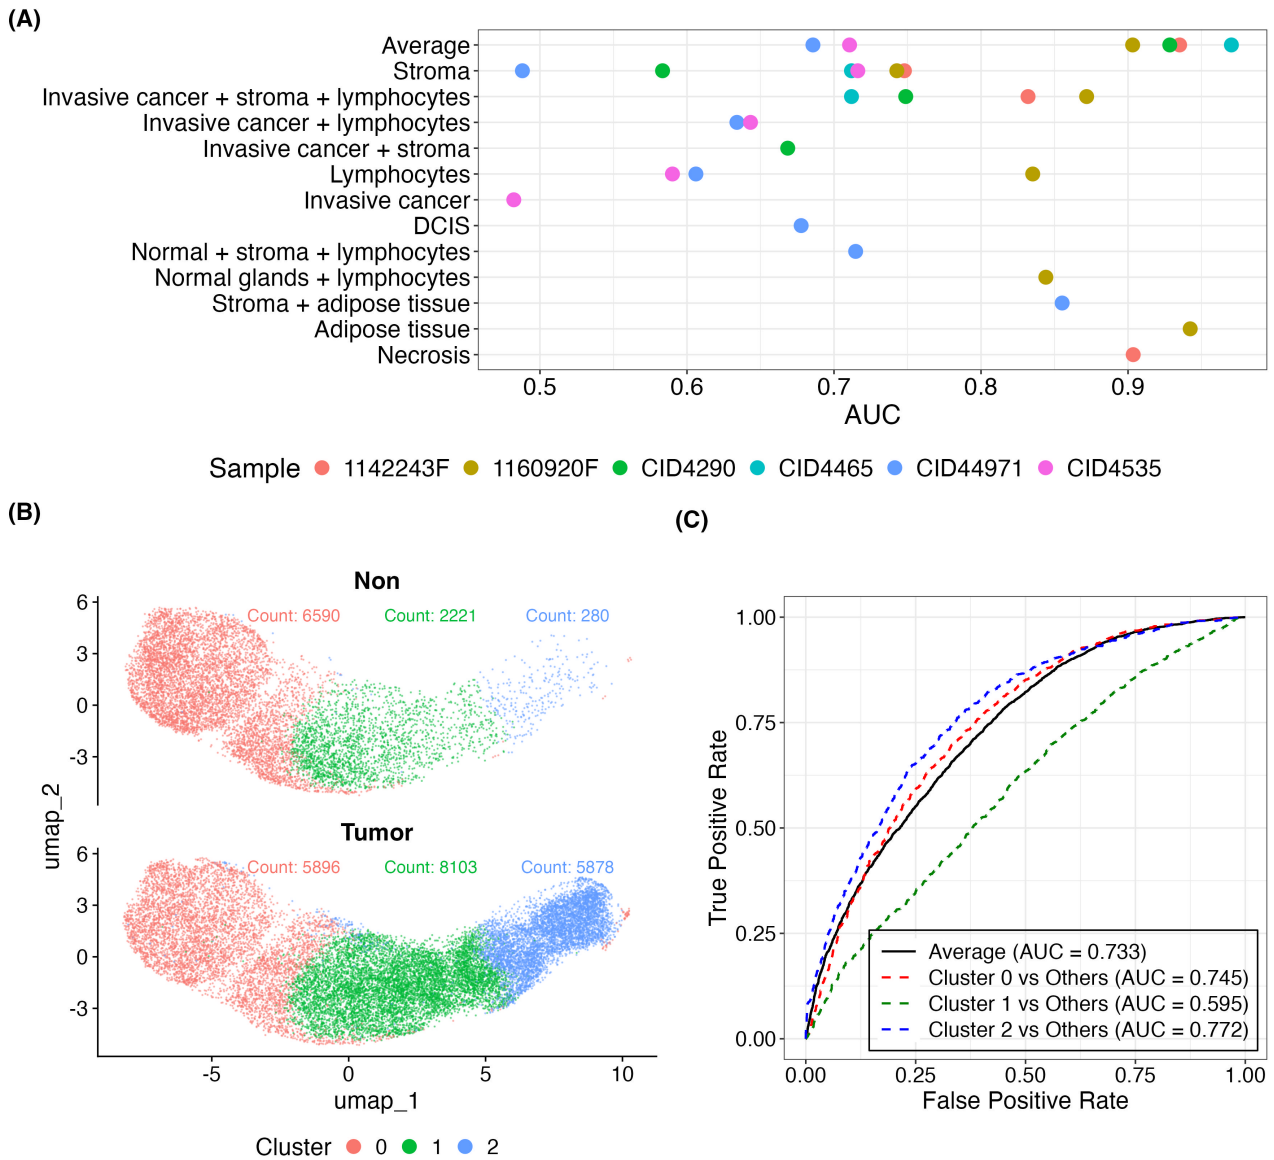 (A)
Average
Stroma
Invasive cancer + stroma + lymphocytes
Invasive cancer + lymphocytes
Invasive cancer + stroma
Lymphocytes
Invasive cancer
DCIS
Normal + stroma + lymphocytes
Normal glands + lymphocytes
Stroma + adipose tissue
Adipose tissue
Necrosis
0.5 0.6 0.7 0.8 0.9
AUC
Sample 1142243F 1160920F CID4290 CID4465 CID44971 CID4535
(B)
Non
Count: 6590 Count: 2221 Count: 280
6
3
0
-3
Tumor
Count: 5896 Count: 8103 Count: 5878
6
3
0
-3
umap_2
-5 0 5 10
umap_1
Cluster 0 1 2
(C)
1.00
0.75
0.50
0.25
0.00
True Positive Rate
Average (AUC = 0.733)
Cluster 0 vs Others (AUC = 0.745)
Cluster 1 vs Others (AUC = 0.595)
Cluster 2 vs Others (AUC = 0.772)
0.00 0.25 0.50 0.75 1.00
False Positive Rate